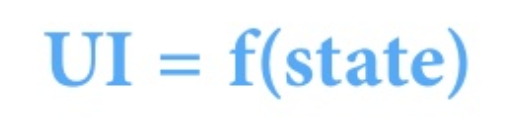 UI = f(state)